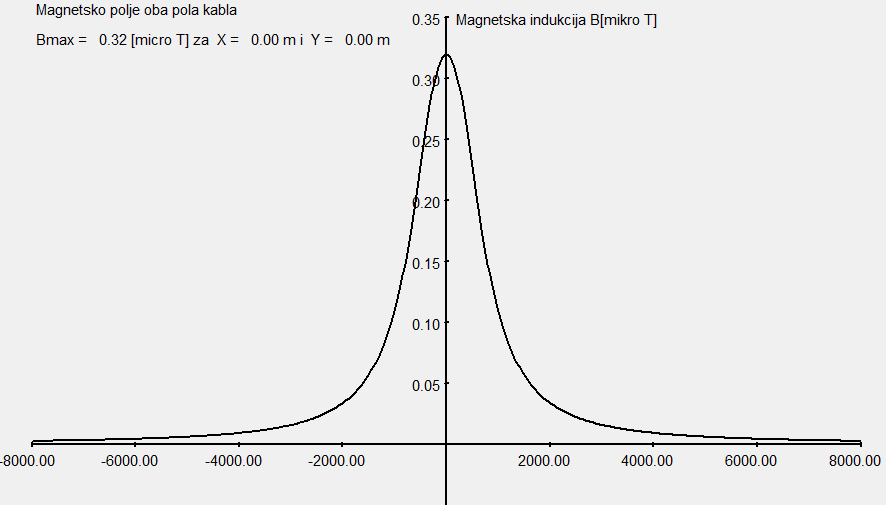 Magnetsko polje oba pola kabla
Bmax = 0.32 [micro T] za X = 0.00 m i Y = 0.00 m
Magnetska indukcija B[mikro T]
0.35
0.30
0.25
0.20
0.15
0.10
0.05
-8000.00 -6000.00 -4000.00 -2000.00 2000.00 4000.00 6000.00 8000.00